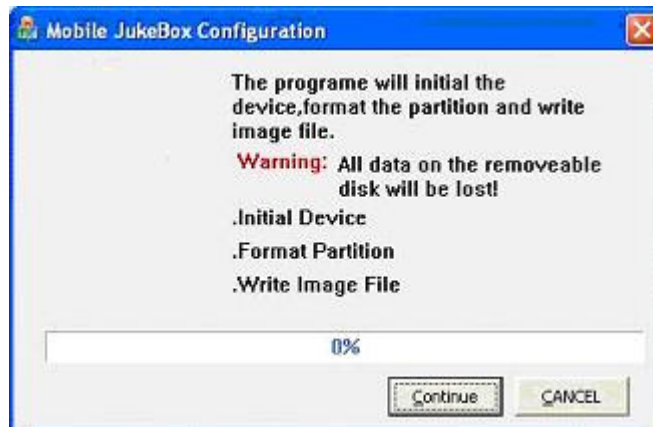 Mobile JukeBox Configuration
The programe will initial the
device,format the partition and write
image file.
Warning: All data on the removeable
disk will be lost!
.Initial Device
.Format Partition
.Write Image File
0%
Continue CANCEL